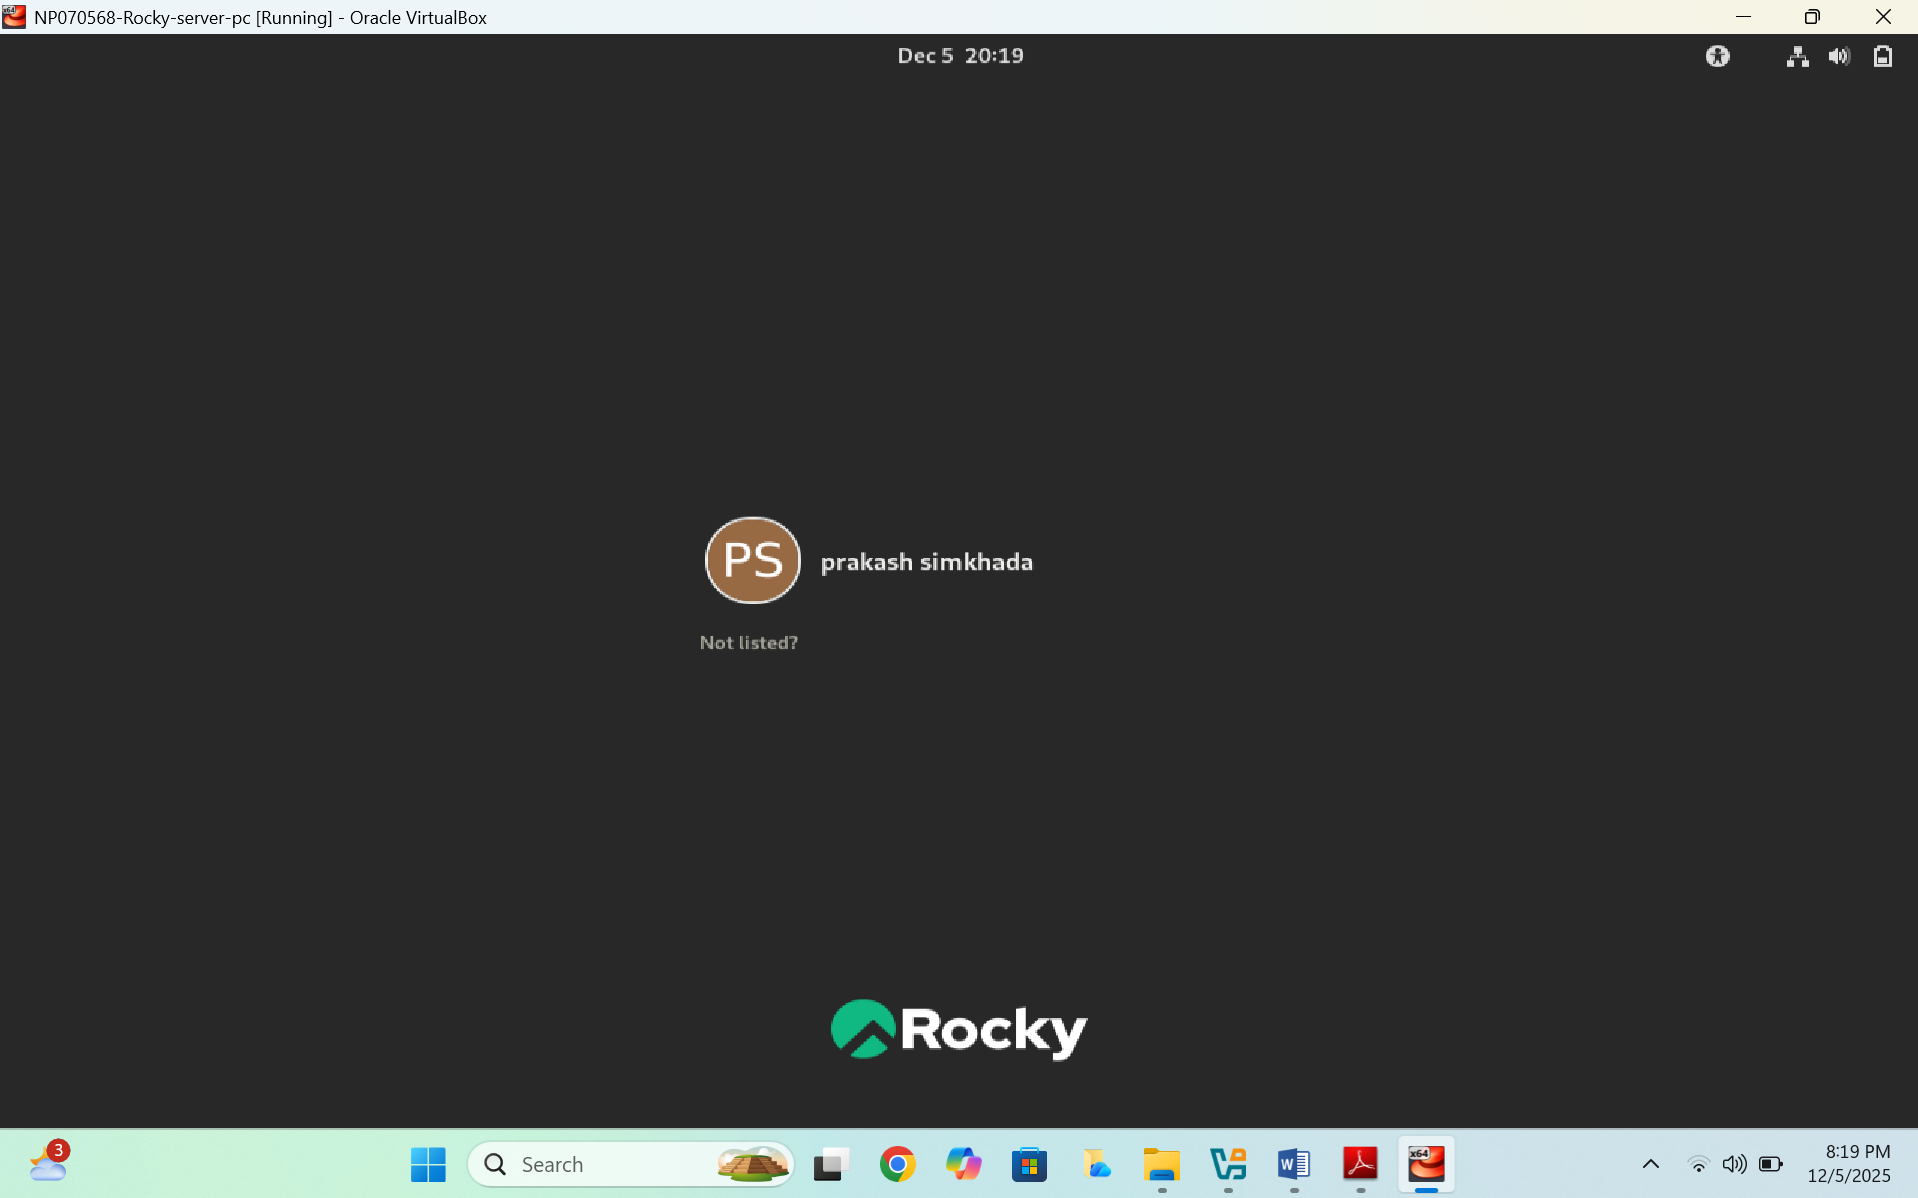 NP070568-Rocky-server-pc [Running] - Oracle VirtualBox
Dec 5 20:19
PS
prakash simkhada
Not listed?
Rocky
3
Search
W
x64
8:19 PM
12/5/2025